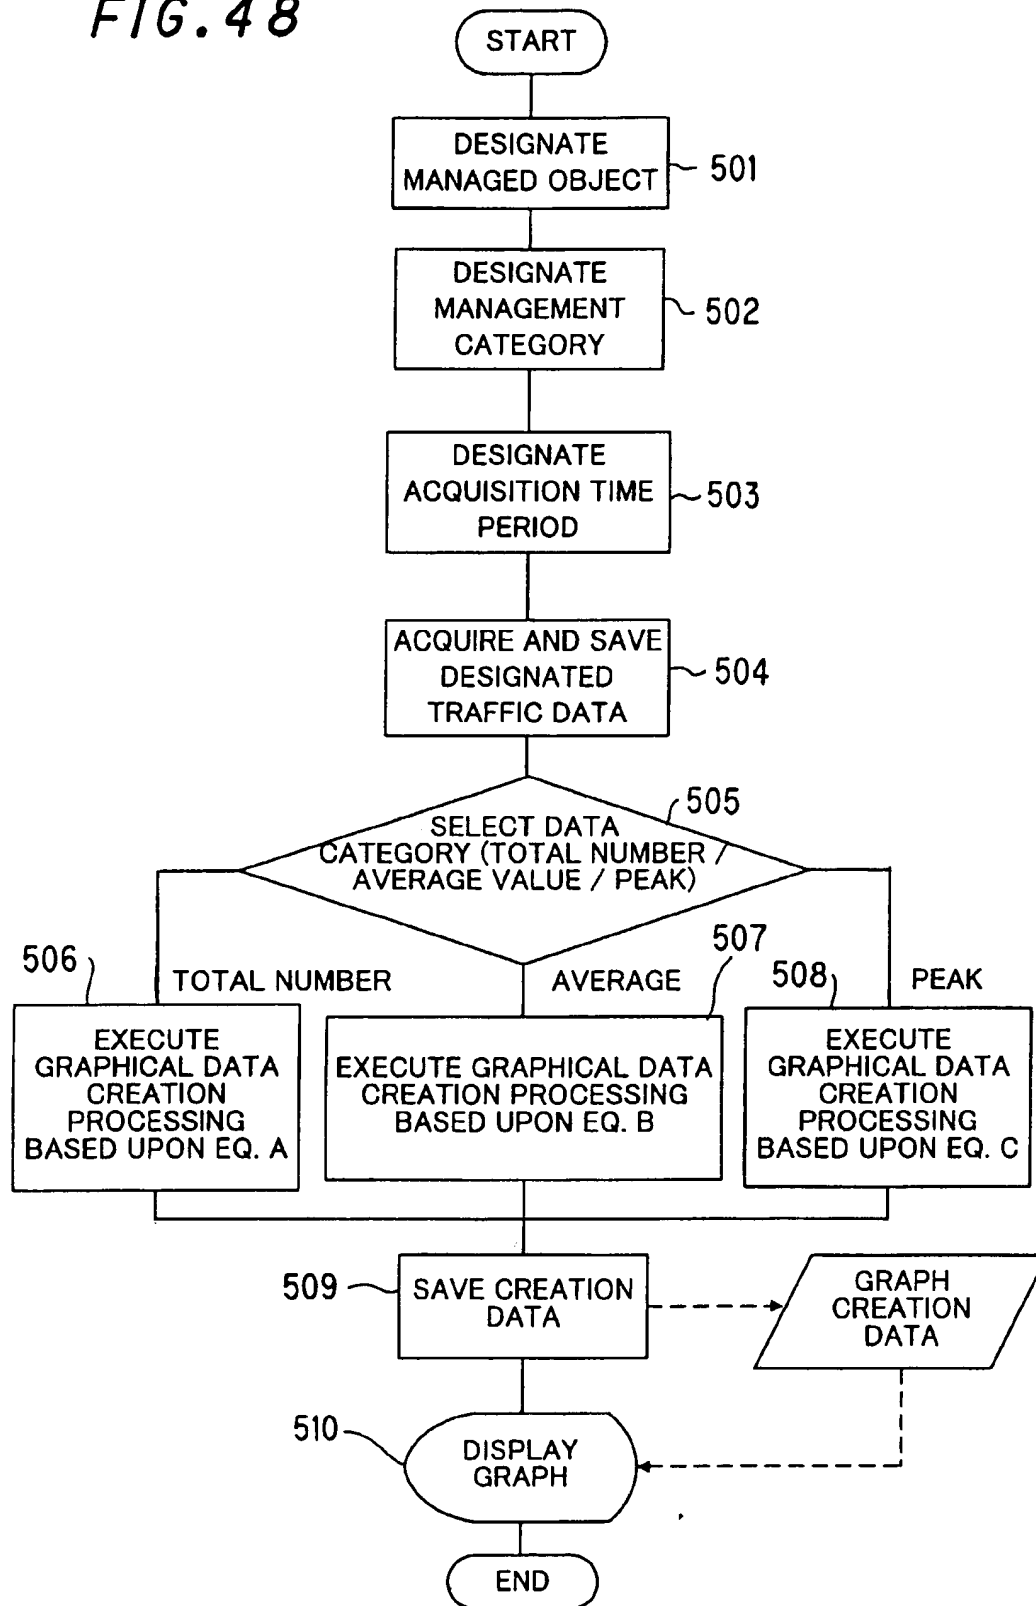 FIG. 48
START
DESIGNATE
MANAGED OBJECT
501
DESIGNATE
MANAGEMENT
CATEGORY
502
DESIGNATE
ACQUISITION TIME
PERIOD
503
ACQUIRE AND SAVE
DESIGNATED
TRAFFIC DATA
504
505
SELECT DATA
CATEGORY (TOTAL NUMBER /
AVERAGE VALUE / PEAK)
506
TOTAL NUMBER
EXECUTE
GRAPHICAL DATA
CREATION
PROCESSING
BASED UPON EQ. A
507
AVERAGE
EXECUTE GRAPHICAL DATA
CREATION PROCESSING
BASED UPON EQ. B
508
PEAK
EXECUTE
GRAPHICAL DATA
CREATION
PROCESSING
BASED UPON EQ. C
509
SAVE CREATION
DATA
GRAPH
CREATION
DATA
510
DISPLAY
GRAPH
END